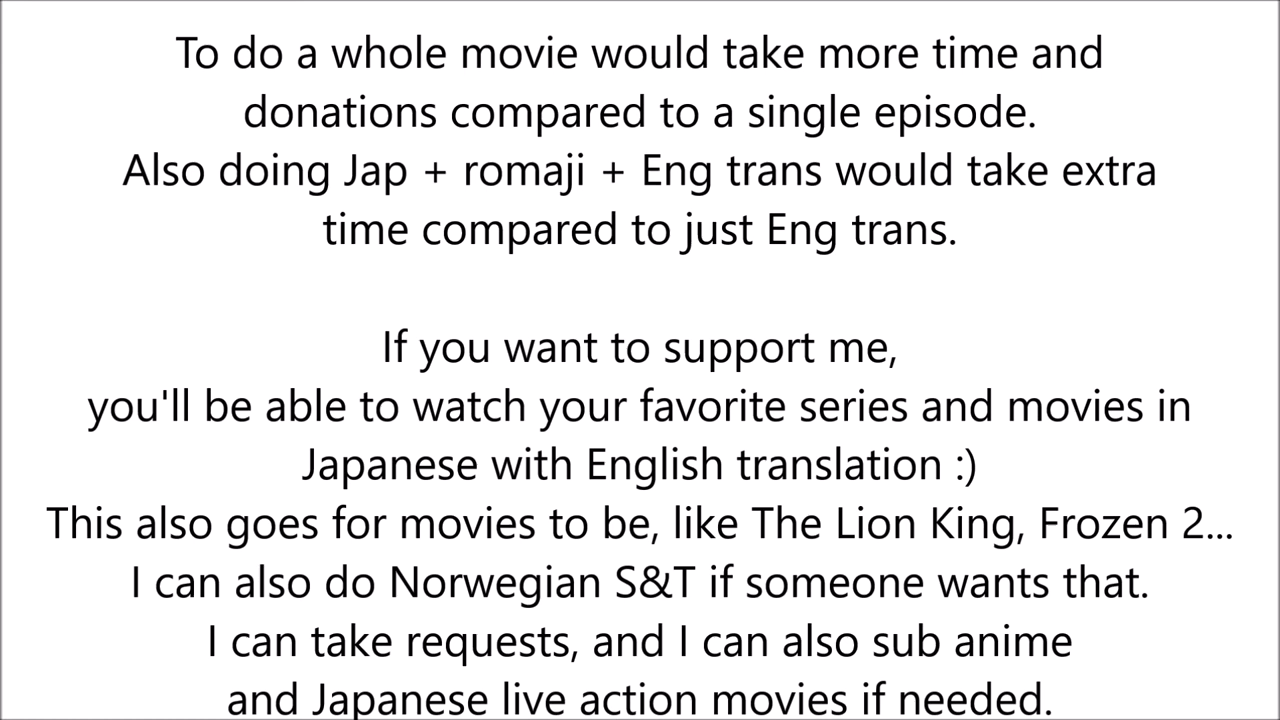 To do a whole movie would take more time and
donations compared to a single episode.
Also doing Jap + romaji + Eng trans would take extra
time compared to just Eng trans.
If you want to support me,
you'll be able to watch your favorite series and movies in
Japanese with English translation :)
This also goes for movies to be, like The Lion King, Frozen 2...
I can also do Norwegian S&T if someone wants that.
I can take requests, and I can also sub anime
and Japanese live action movies if needed.